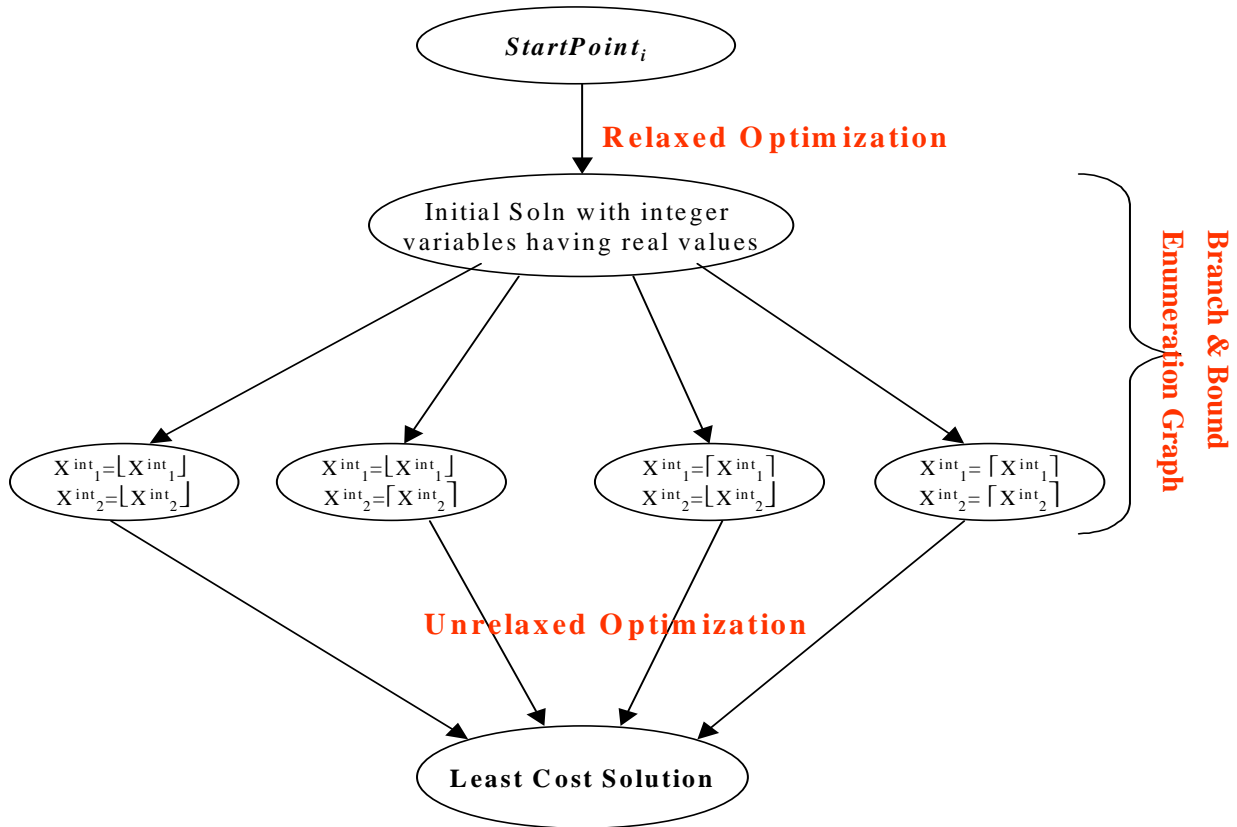 StartPoint_i
Relaxed Optimization
Initial Soln with integer
variables having real values
Branch & Bound
Enumeration Graph
X^int_1=⌊X^int_1⌋
X^int_2=⌊X^int_2⌋
X^int_1=⌊X^int_1⌋
X^int_2=⌈X^int_2⌉
X^int_1=⌈X^int_1⌉
X^int_2=⌊X^int_2⌋
X^int_1=⌈X^int_1⌉
X^int_2=⌈X^int_2⌉
Unrelaxed Optimization
Least Cost Solution